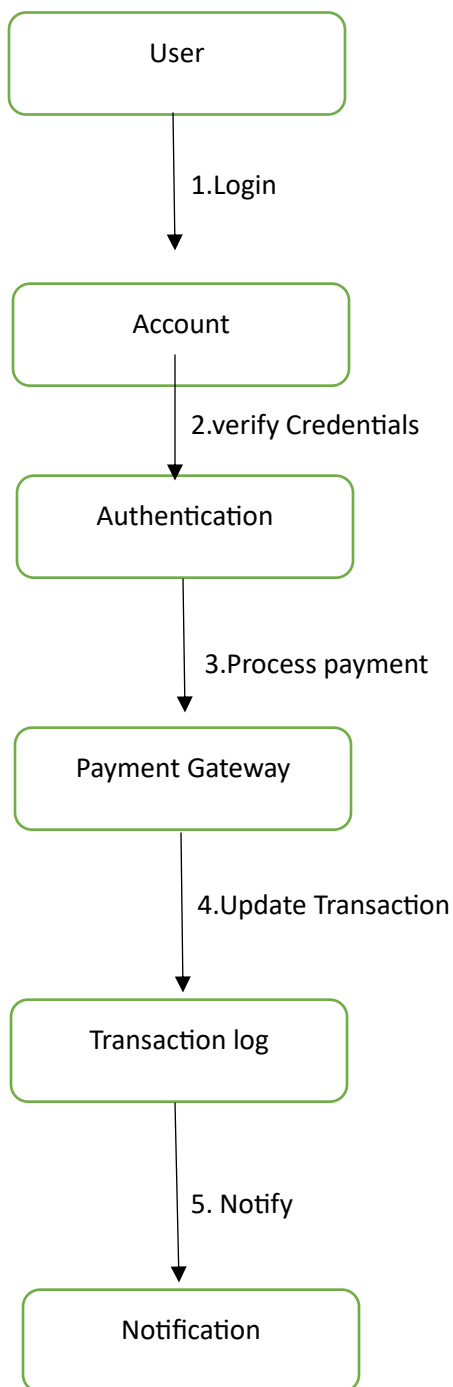 User
1.Login
Account
2.verify Credentials
Authentication
3.Process payment
Payment Gateway
4.Update Transaction
Transaction log
5. Notify
Notification